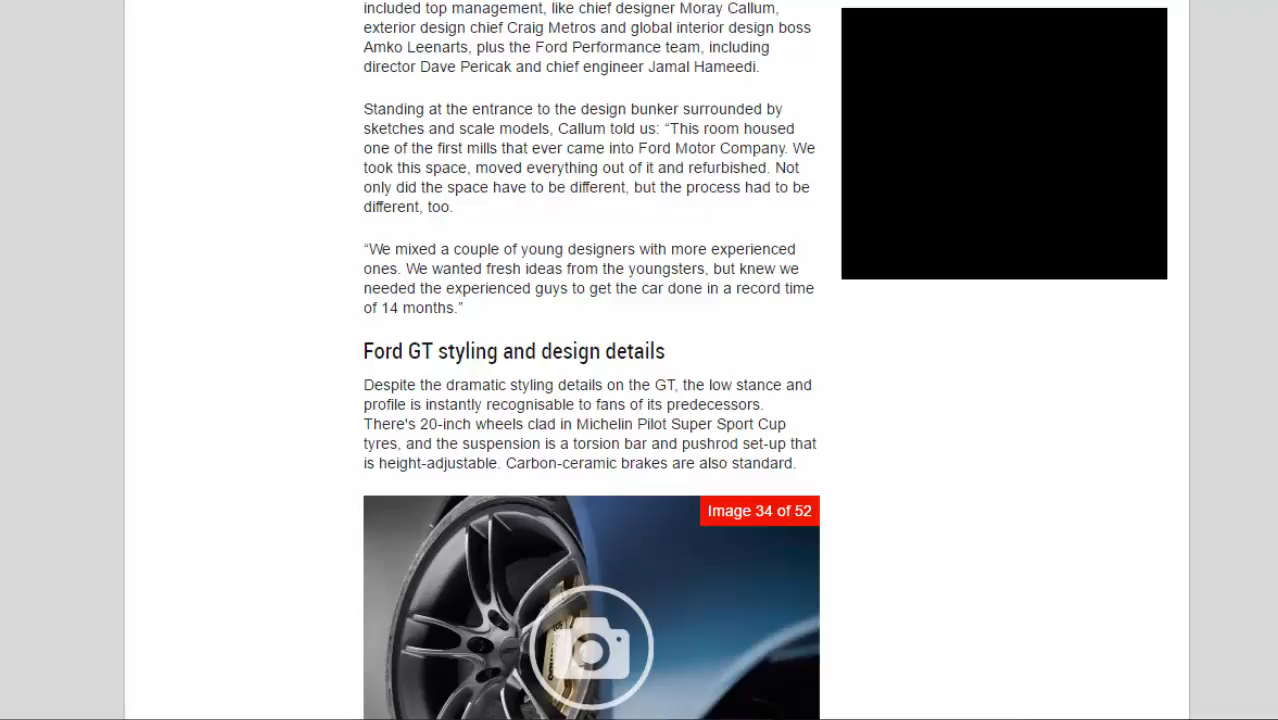 included top management, like chief designer Moray Callum,
exterior design chief Craig Metros and global interior design boss
Amko Leenarts, plus the Ford Performance team, including
director Dave Pericak and chief engineer Jamal Hameedi.
Standing at the entrance to the design bunker surrounded by
sketches and scale models, Callum told us: “This room housed
one of the first mills that ever came into Ford Motor Company. We
took this space, moved everything out of it and refurbished. Not
only did the space have to be different, but the process had to be
different, too.
“We mixed a couple of young designers with more experienced
ones. We wanted fresh ideas from the youngsters, but knew we
needed the experienced guys to get the car done in a record time
of 14 months.”
Ford GT styling and design details
Despite the dramatic styling details on the GT, the low stance and
profile is instantly recognisable to fans of its predecessors.
There's 20-inch wheels clad in Michelin Pilot Super Sport Cup
tyres, and the suspension is a torsion bar and pushrod set-up that
is height-adjustable. Carbon-ceramic brakes are also standard.
Image 34 of 52